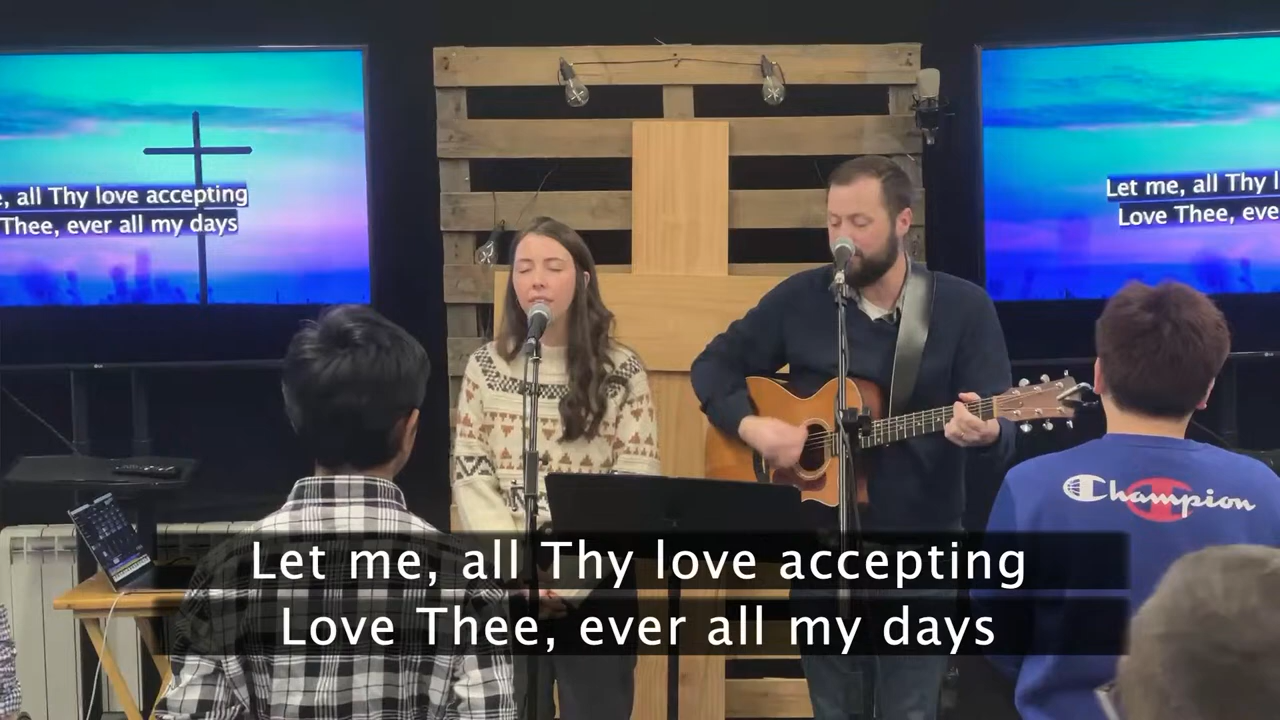 , all Thy love accepting
Thee, ever all my days
Let me, all Thy
Love Thee, eve
Champion
Let me, all Thy love accepting
Love Thee, ever all my days